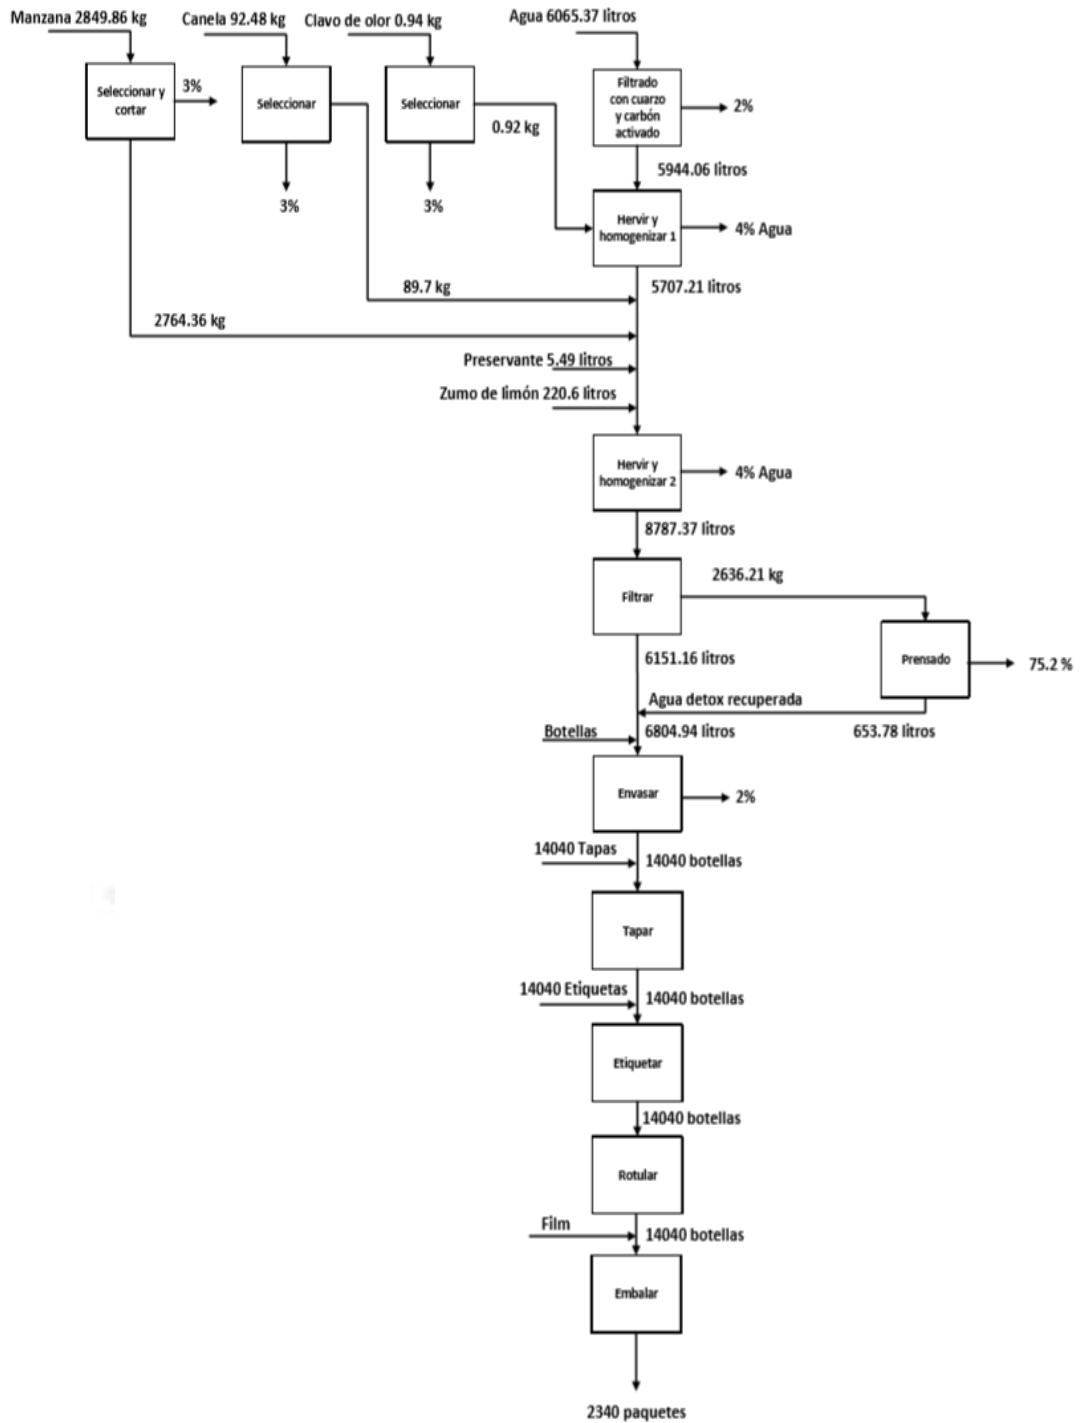 Manzana 2849.86 kg
Canela 92.48 kg
Clavo de olor 0.94 kg
Agua 6065.37 litros
Seleccionar y
cortar
3%
Seleccionar
3%
Seleccionar
3%
0.92 kg
Filtrado
con cuarzo
y carbón
activado
2%
5944.06 litros
Hervir y
homogenizar 1
4% Agua
89.7 kg
5707.21 litros
2764.36 kg
Preservante 5.49 litros
Zumo de limón 220.6 litros
Hervir y
homogenizar 2
4% Agua
8787.37 litros
Filtrar
2636.21 kg
Prensado
75.2 %
6151.16 litros
Agua detox recuperada
Botellas
6804.94 litros
653.78 litros
Envasar
2%
14040 Tapas
14040 botellas
Tapar
14040 Etiquetas
14040 botellas
Etiquetar
14040 botellas
Rotular
Film
14040 botellas
Embalar
2340 paquetes